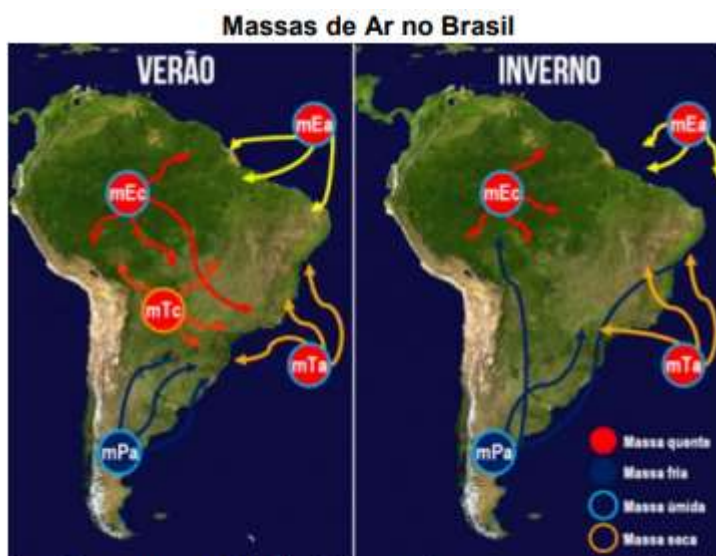 Massas de Ar no Brasil
VERÃO
mEa
mEc
mTc
mTa
mPa
INVERNO
mEa
mEc
mTa
mPa
Massa quente
Massa fria
Massa úmida
Massa seca